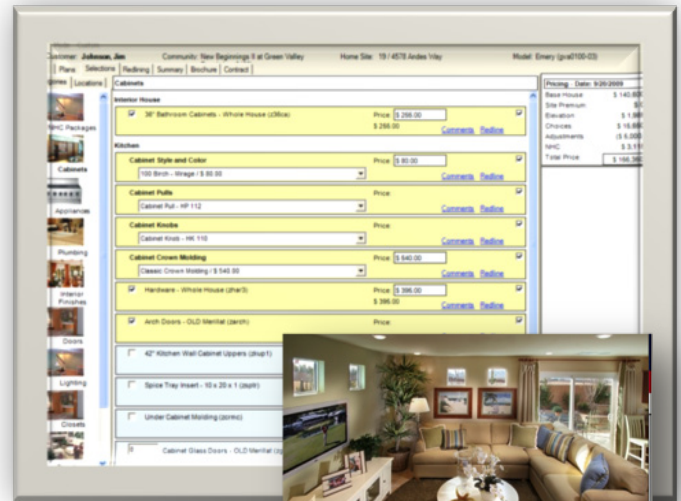 Customer: Johnson, Jim Community: New Beginnings II at Green Valley Home Site: 19 / 4578 Andes Way Model: Emery (gva0100-03)
Plans Selections Redlining Summary Brochure Contract
Locations Cabinets
Pricing Date: 9/20/2009
Base House
Site Premium
Elevation
Choices
Adjustments
NHC
Total Price
Interior House
36" Bathroom Cabinets - Whole House Price: $ 266.00
$ 266.00
Comments Redline
NHC Packages
Kitchen
Cabinet Style and Color Price: $ 80.00
100 Birch - Mirage / $ 80.00
Comments Redline
Cabinets
Cabinet Pulls Price:
Cabinet Pull - HP 112
Comments Redline
Appliances
Cabinet Knobs Price:
Cabinet Knob - HK 110
Comments Redline
Plumbing
Cabinet Crown Molding Price: $ 540.00
Classic Crown Molding / $ 540.00
Comments Redline
Interior Finishes
Hardware - Whole House (zhar3) Price: $ 396.00
$ 396.00
Comments Redline
Doors
Arch Doors - OLD Merillat (zarch) Price:
42" Kitchen Wall Cabinet Uppers (zkup1)
Lighting
Spice Tray Insert - 10 x 20 x 1
Closets
Under Cabinet Molding (zcrmc)
Cabinet Glass Doors - OLD Merillat